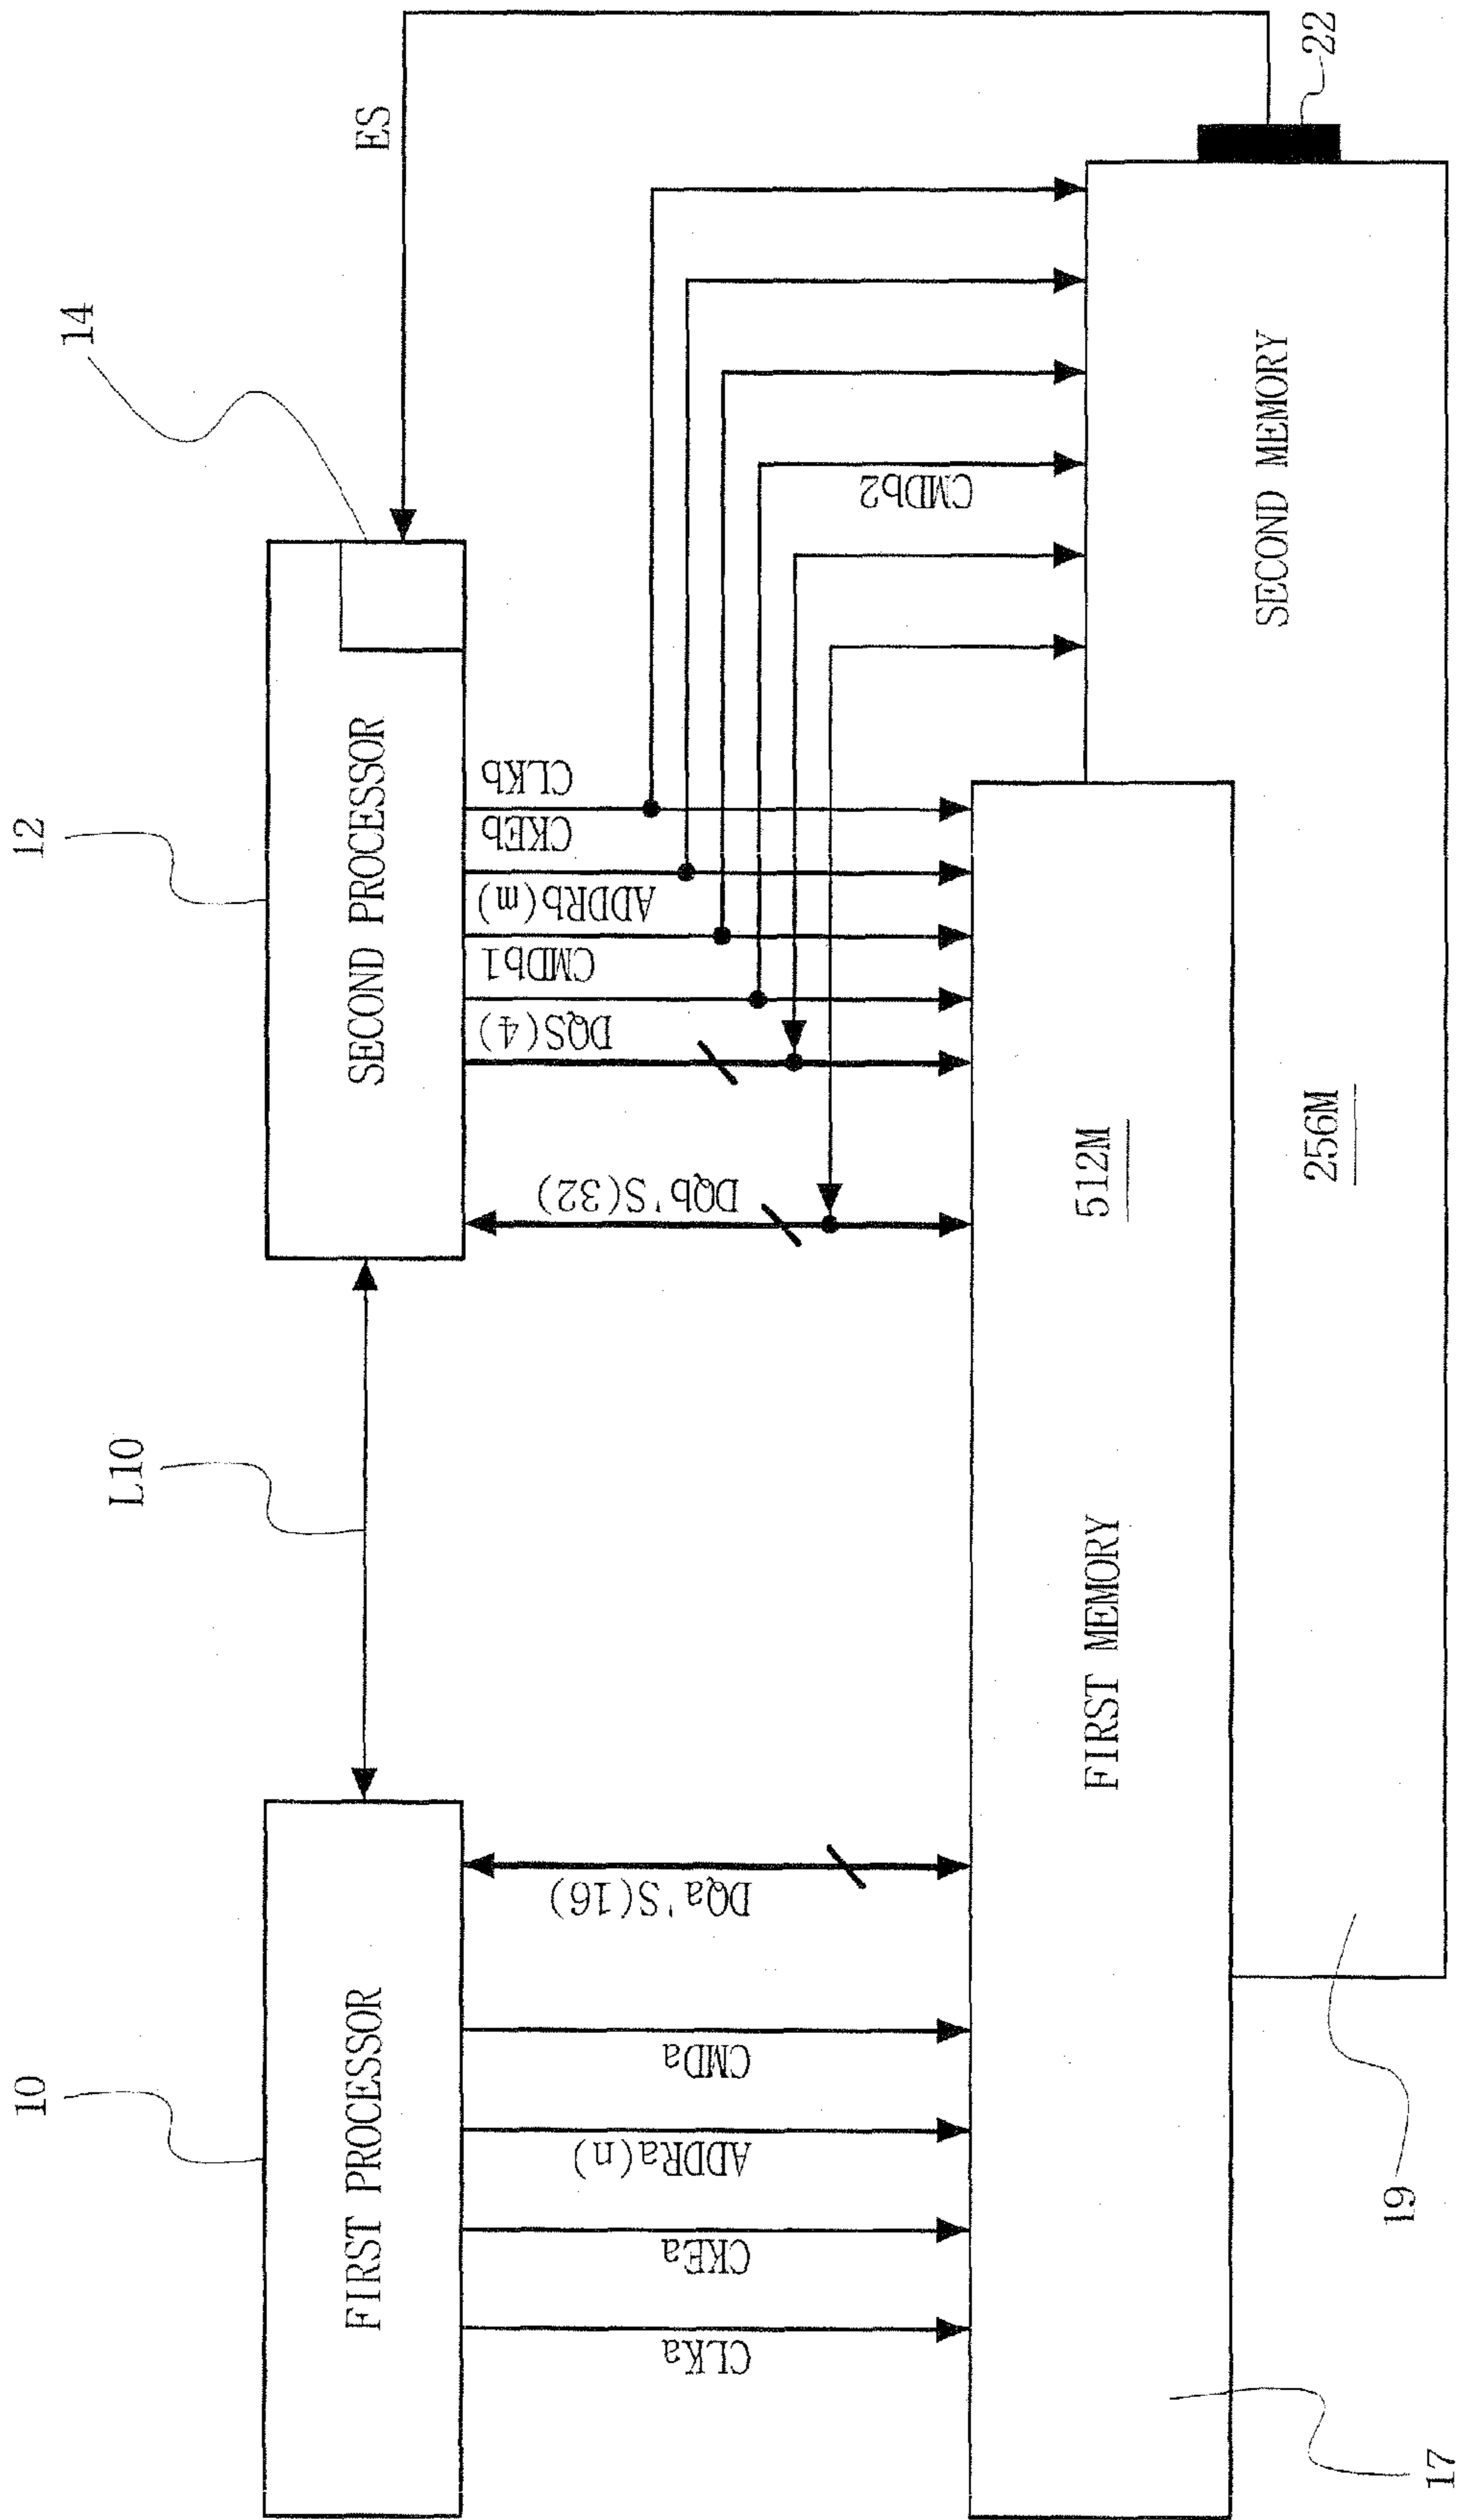 10
FIRST PROCESSOR
L10
12
SECOND PROCESSOR
14
ES
CLKa
CKEa
ADDRa(n)
CMDa
DQa'S(16)
DQb'S(32)
DQS(4)
CMDb1
ADDRb(m)
CKEb
CLKb
CMDb2
FIRST MEMORY
512M
SECOND MEMORY
256M
17
19
22